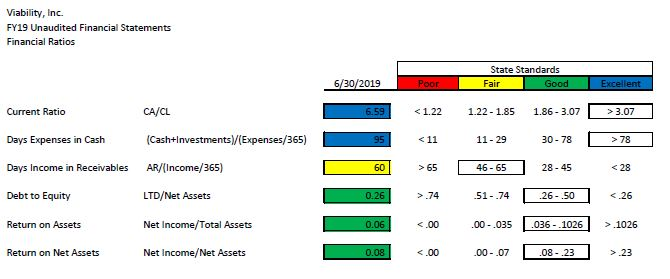 Viability, Inc.
FY19 Unaudited Financial Statements
Financial Ratios
State Standards
6/30/2019 Poor Fair Good Excellent
Current Ratio CA/CL 6.59 < 1.22 1.22 - 1.85 1.86 - 3.07 > 3.07
Days Expenses in Cash (Cash+Investments)/(Expenses/365) 95 < 11 11 - 29 30 - 78 > 78
Days Income in Receivables AR/(Income/365) 60 > 65 46 - 65 28 - 45 < 28
Debt to Equity LTD/Net Assets 0.26 > .74 .51 - .74 .26 - .50 < .26
Return on Assets Net Income/Total Assets 0.06 < .00 .00 - .035 .036 - .1026 > .1026
Return on Net Assets Net Income/Net Assets 0.08 < .00 .00 - .07 .08 - .23 > .23